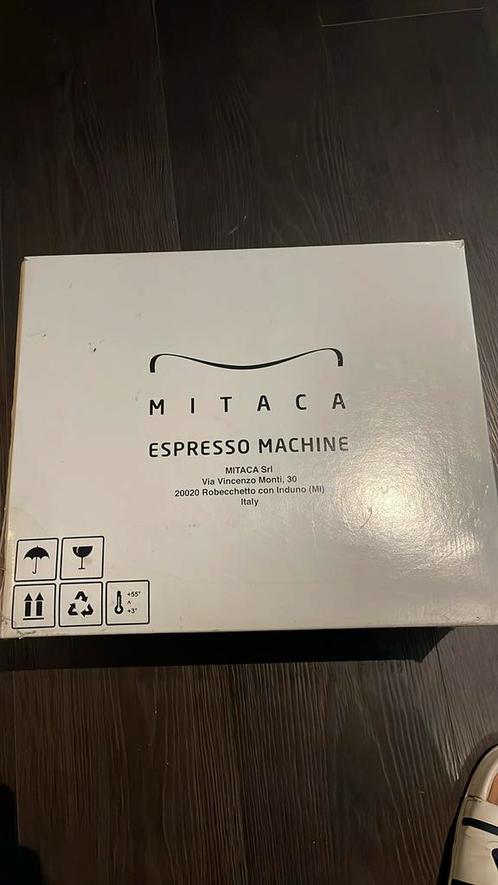 MITACA
ESPRESSO MACHINE
MITACA Srl
Via Vincenzo Monti, 30
20020 Robecchetto con Induno (MI)
Italy
+55°
^
+3°